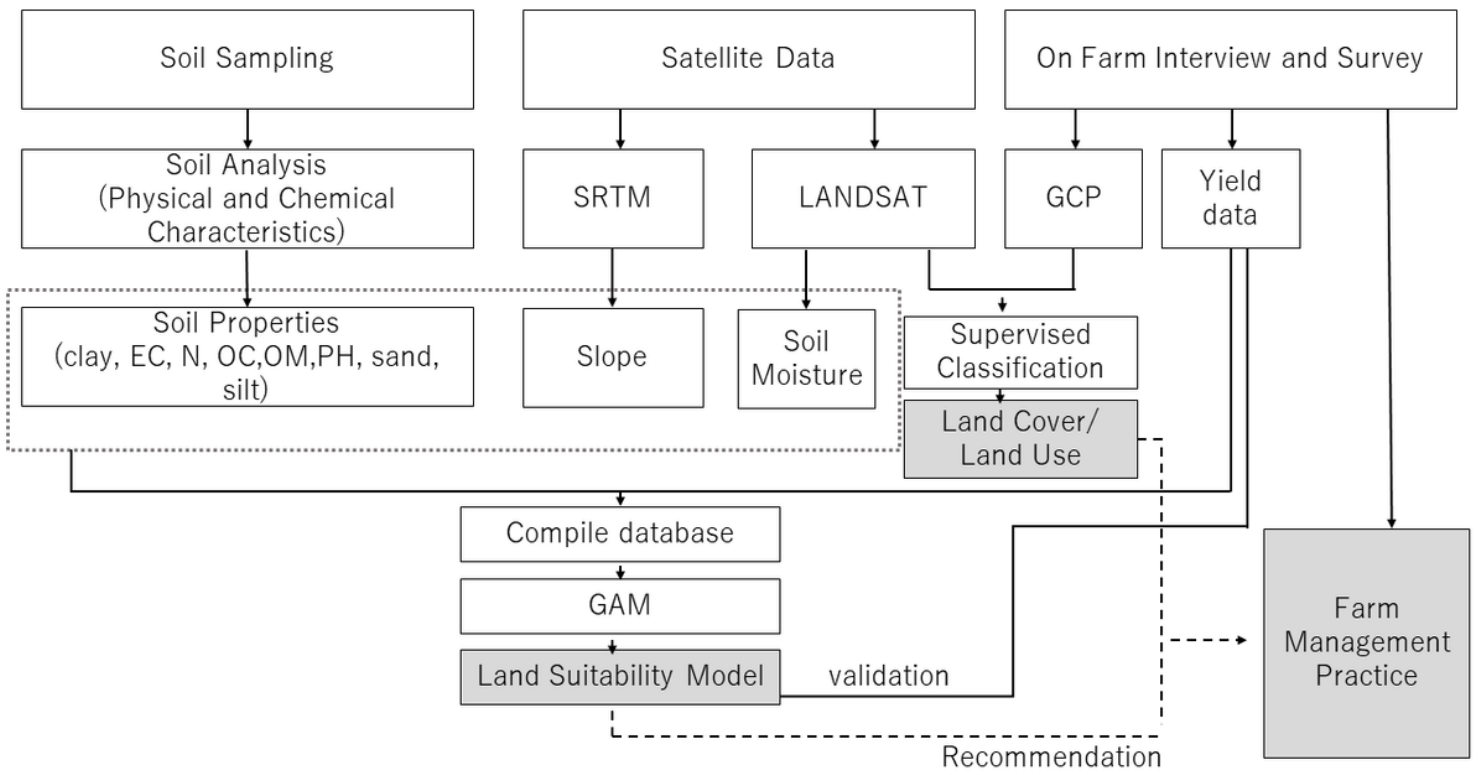 Soil Sampling
Satellite Data
On Farm Interview and Survey
Soil Analysis
(Physical and Chemical
Characteristics)
SRTM
LANDSAT
GCP
Yield
data
Soil Properties
(clay, EC, N, OC,OM,PH, sand,
silt)
Slope
Soil
Moisture
Supervised
Classification
Land Cover/
Land Use
Compile database
GAM
Land Suitability Model
validation
Farm
Management
Practice
Recommendation